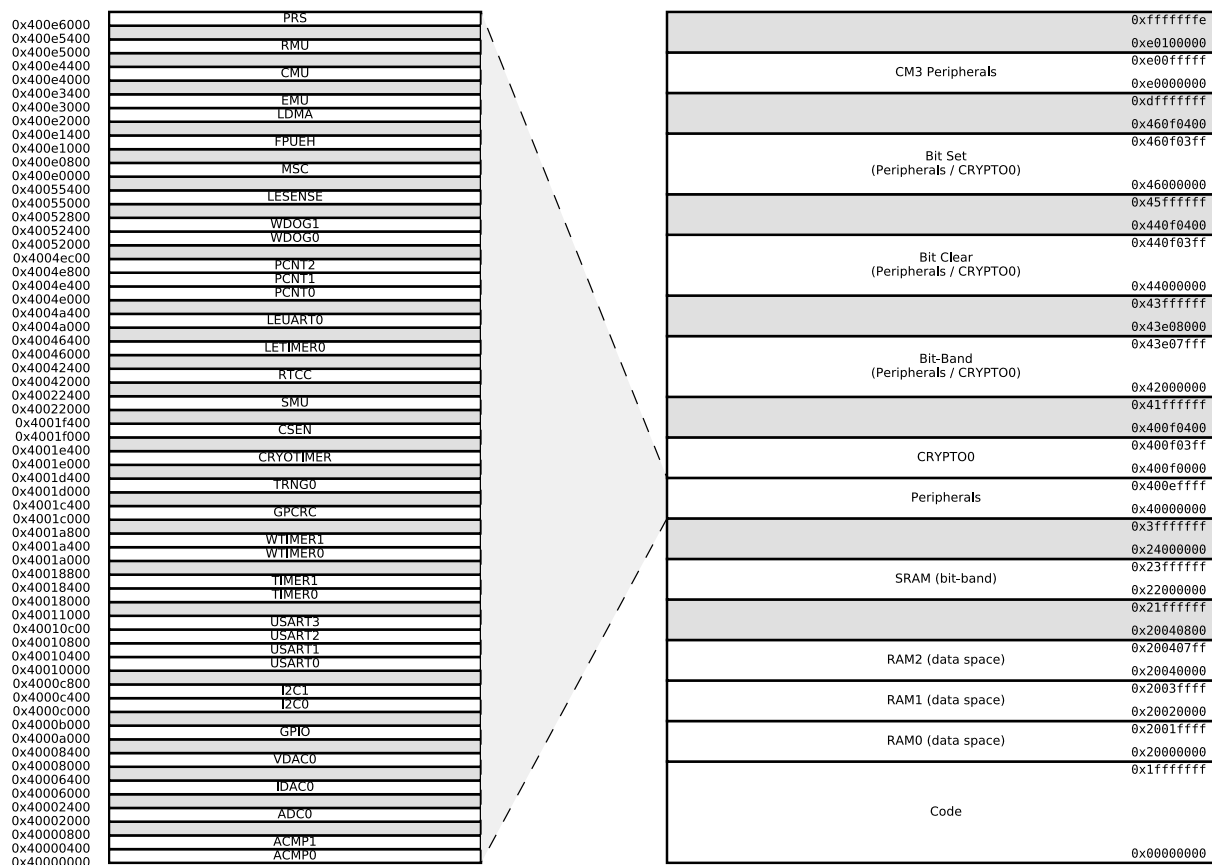 0x400e6000
0x400e5400
0x400e5000
0x400e4400
0x400e4000
0x400e3400
0x400e3000
0x400e2000
0x400e1400
0x400e1000
0x400e0800
0x400e0000
0x40055400
0x40055000
0x40052800
0x40052400
0x40052000
0x4004ec00
0x4004e800
0x4004e400
0x4004e000
0x4004a400
0x4004a000
0x40046400
0x40046000
0x40042400
0x40042000
0x40022400
0x40022000
0x4001f400
0x4001f000
0x4001e400
0x4001e000
0x4001d400
0x4001d000
0x4001c400
0x4001c000
0x4001a800
0x4001a400
0x4001a000
0x40018800
0x40018400
0x40018000
0x40011000
0x40010c00
0x40010800
0x40010400
0x40010000
0x4000c800
0x4000c400
0x4000c000
0x4000b000
0x4000a000
0x40008400
0x40008000
0x40006400
0x40006000
0x40002400
0x40002000
0x40000800
0x40000400
0x40000000
PRS
RMU
CMU
EMU
LDMA
FPUEH
MSC
LESENSE
WDOG1
WDOG0
PCNT2
PCNT1
PCNT0
LEUART0
LETIMER0
RTCC
SMU
CSEN
CRYOTIMER
TRNG0
GPCRC
WTIMER1
WTIMER0
TIMER1
TIMER0
USART3
USART2
USART1
USART0
I2C1
I2C0
GPIO
VDAC0
IDAC0
ADC0
ACMP1
ACMP0
0xfffffffe
0xe0100000
0xe00fffff
CM3 Peripherals
0xe0000000
0xdfffffff
0x460f0400
0x460f03ff
Bit Set
(Peripherals / CRYPTO0)
0x46000000
0x45ffffff
0x440f0400
0x440f03ff
Bit Clear
(Peripherals / CRYPTO0)
0x44000000
0x43ffffff
0x43e08000
0x43e07fff
Bit-Band
(Peripherals / CRYPTO0)
0x42000000
0x41ffffff
0x400f0400
0x400f03ff
CRYPTO0
0x400f0000
0x400effff
Peripherals
0x40000000
0x3fffffff
0x24000000
0x23ffffff
SRAM (bit-band)
0x22000000
0x21ffffff
0x20040800
0x200407ff
RAM2 (data space)
0x20040000
0x2003ffff
RAM1 (data space)
0x20020000
0x2001ffff
RAM0 (data space)
0x20000000
0x1fffffff
Code
0x00000000